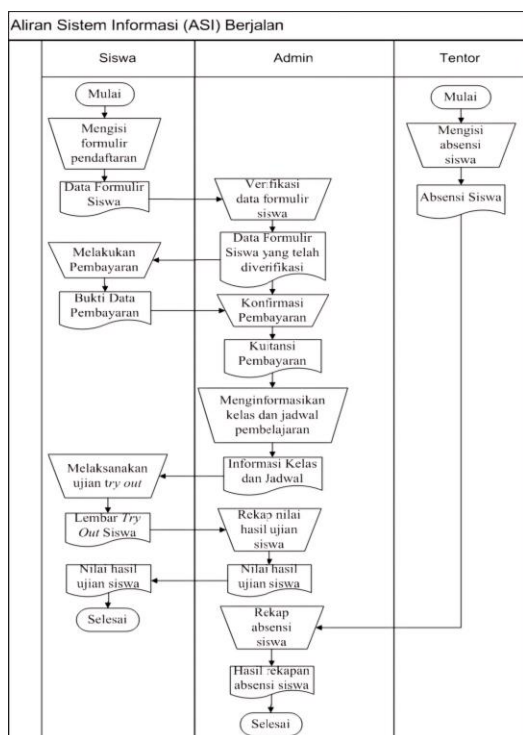 Aliran Sistem Informasi (ASI) Berjalan
Siswa
Admin
Tentor
Mulai
Mulai
Mengisi
formulir
pendaftaran
Mengisi
absensi
siswa
Data Formulir
Siswa
Verifikasi
data formulir
siswa
Absensi Siswa
Melakukan
Pembayaran
Data Formulir
Siswa yang telah
diverifikasi
Bukti Data
Pembayaran
Konfirmasi
Pembayaran
Kuitansi
Pembayaran
Menginformasikan
kelas dan jadwal
pembelajaran
Melaksanakan
ujian try out
Informasi Kelas
dan Jadwal
Lembar Try
Out Siswa
Rekap nilai
hasil ujian
siswa
Nilai hasil
ujian siswa
Nilai hasil
ujian siswa
Selesai
Rekap
absensi
siswa
Hasil rekapan
absensi siswa
Selesai